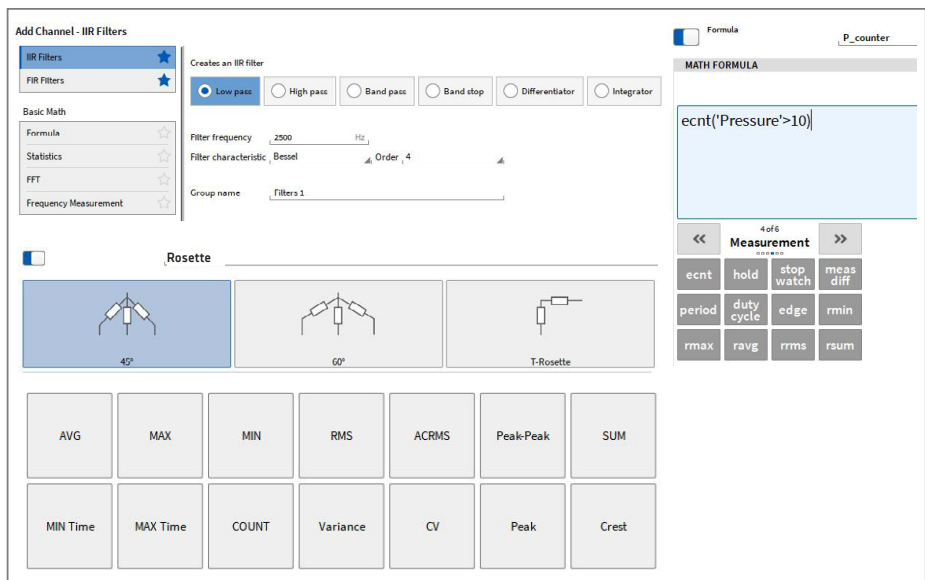 Add Channel - IIR Filters
IIR Filters
FIR Filters
Basic Math
Formula
Statistics
FFT
Frequency Measurement
Creates an IIR filter
Low pass High pass Band pass Band stop Differentiator Integrator
Filter frequency 2500 Hz
Filter characteristic Bessel Order 4
Group name Filters 1
Formula
P_counter
MATH FORMULA
ecnt('Pressure'>10)
4 of 6
« Measurement »
ecnt hold stop watch meas diff
period duty cycle edge rmin
rmax ravg rrms rsum
Rosette
45° 60° T-Rosette
AVG MAX MIN RMS ACRMS Peak-Peak SUM
MIN Time MAX Time COUNT Variance CV Peak Crest